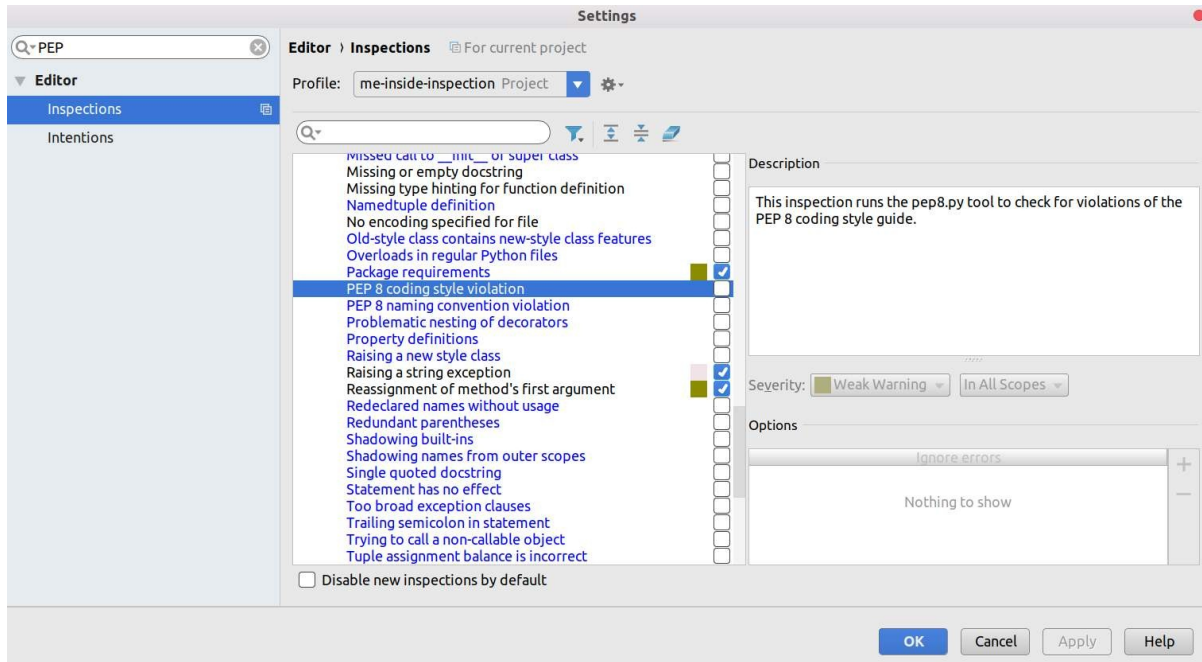 Settings
PEP
Editor
Inspections
Intentions
Editor › Inspections For current project
Profile: me-inside-inspection Project
Missed call to __init__ of super class
Missing or empty docstring
Missing type hinting for function definition
Namedtuple definition
No encoding specified for file
Old-style class contains new-style class features
Overloads in regular Python files
Package requirements
PEP 8 coding style violation
PEP 8 naming convention violation
Problematic nesting of decorators
Property definitions
Raising a new style class
Raising a string exception
Reassignment of method's first argument
Redeclared names without usage
Redundant parentheses
Shadowing built-ins
Shadowing names from outer scopes
Single quoted docstring
Statement has no effect
Too broad exception clauses
Trailing semicolon in statement
Trying to call a non-callable object
Tuple assignment balance is incorrect
Disable new inspections by default
Description
This inspection runs the pep8.py tool to check for violations of the
PEP 8 coding style guide.
Severity: Weak Warning In All Scopes
Options
Ignore errors
Nothing to show
OK Cancel Apply Help